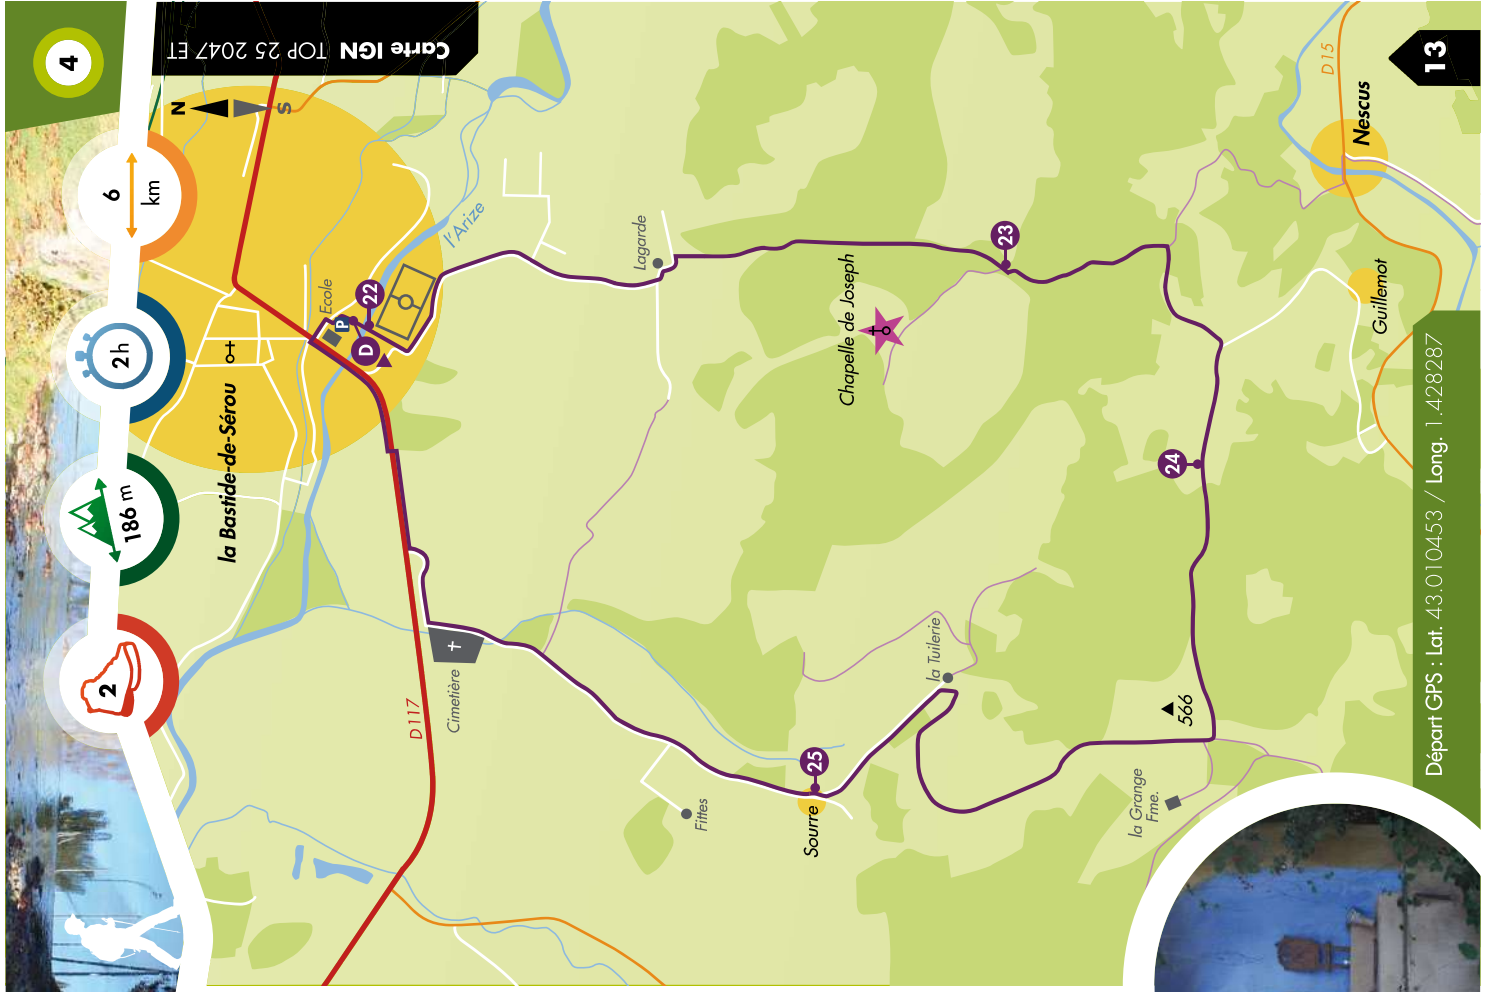 4
Carte IGN TOP 25 2047 ET
N
S
6
km
2h
186 m
2
la Bastide-de-Sérou
Ecole
P
D
22
l'Arize
Lagarde
23
Chapelle de Joseph
24
Nescus
D15
Guillemot
13
D117
Cimetière
Fittes
Sourre
25
la Tuilerie
566
la Grange
Fme.
Départ GPS : Lat. 43.010453 / Long. 1.428287